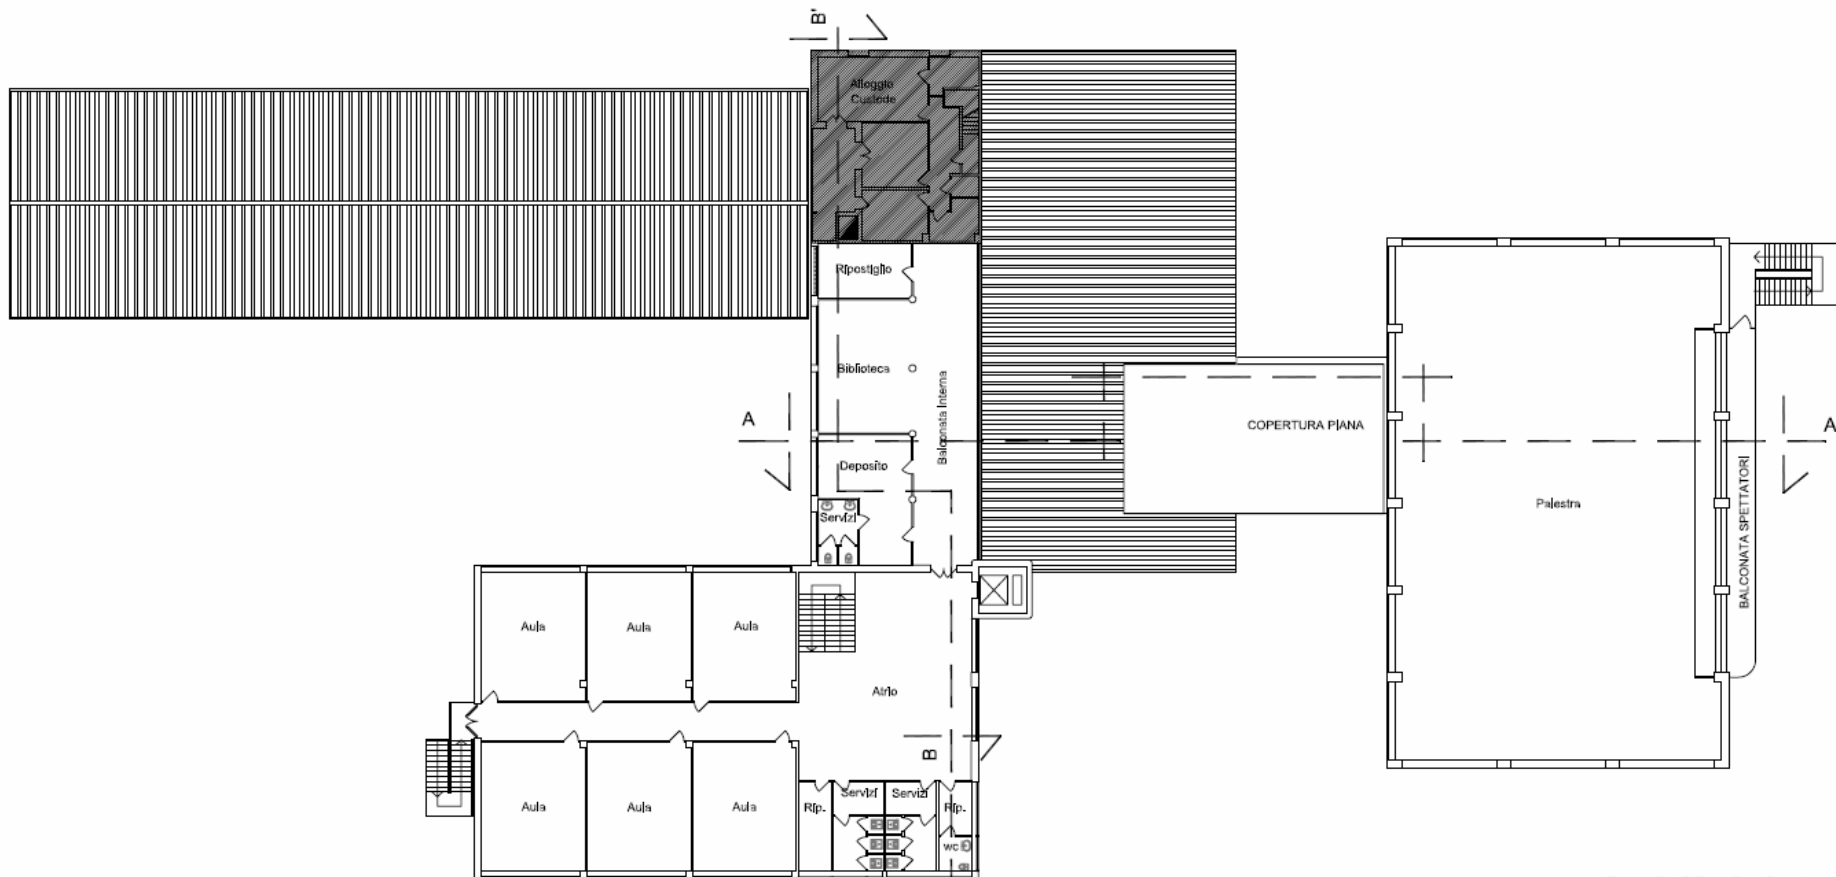 B'
Alloggio
Custode
Ripostiglio
Biblioteca
Balconata Interna
A
COPERTURA PIANA
A
Deposito
BALCONATA SPETTATORI
Palestra
Servizi
Aula
Aula
Aula
Atrio
B
Aula
Aula
Aula
Rip.
Servizi
Servizi
Rip.
wc